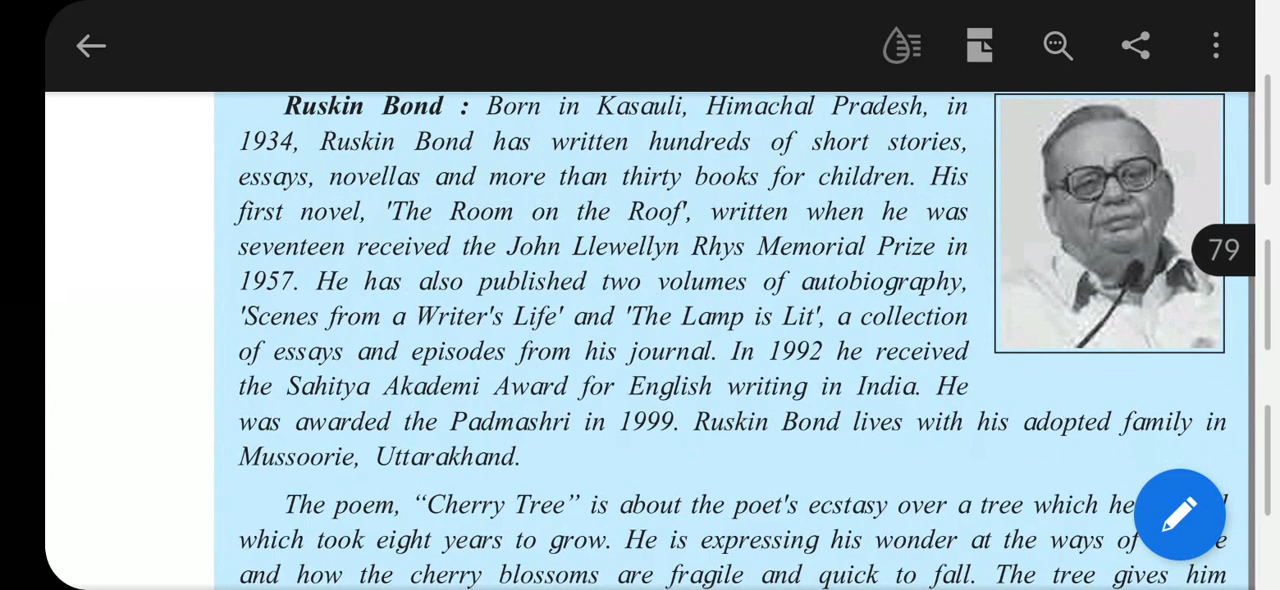 Ruskin Bond : Born in Kasauli, Himachal Pradesh, in
1934, Ruskin Bond has written hundreds of short stories,
essays, novellas and more than thirty books for children. His
first novel, 'The Room on the Roof', written when he was
seventeen received the John Llewellyn Rhys Memorial Prize in
1957. He has also published two volumes of autobiography,
79
'Scenes from a Writer's Life' and 'The Lamp is Lit', a collection
of essays and episodes from his journal. In 1992 he received
the Sahitya Akademi Award for English writing in India. He
was awarded the Padmashri in 1999. Ruskin Bond lives with his adopted family in
Mussoorie, Uttarakhand.
The poem, “Cherry Tree” is about the poet's ecstasy over a tree which he
which took eight years to grow. He is expressing his wonder at the ways of
and how the cherry blossoms are fragile and quick to fall. The tree gives him